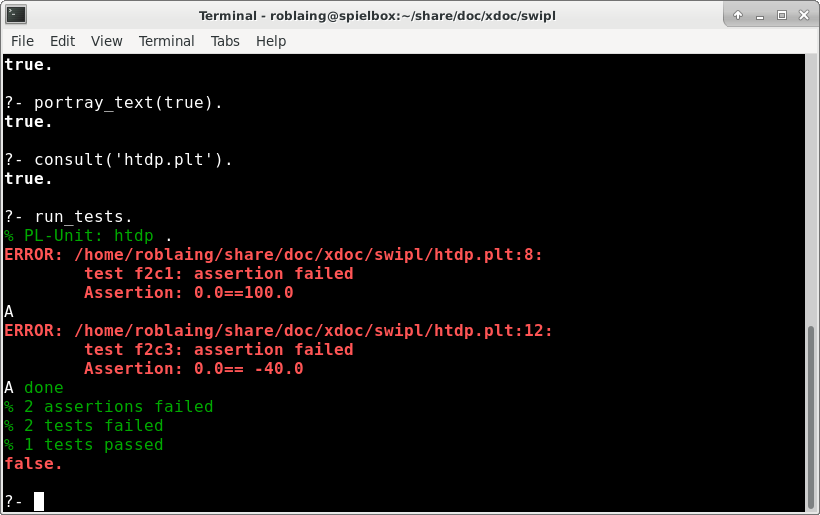 Terminal - roblaing@spielbox:~/share/doc/xdoc/swipl
File Edit View Terminal Tabs Help
true.
?- portray_text(true).
true.
?- consult('htdp.plt').
true.
?- run_tests.
% PL-Unit: htdp .
ERROR: /home/roblaing/share/doc/xdoc/swipl/htdp.plt:8:
        test f2c1: assertion failed
        Assertion: 0.0==100.0
A
ERROR: /home/roblaing/share/doc/xdoc/swipl/htdp.plt:12:
        test f2c3: assertion failed
        Assertion: 0.0== -40.0
A done
% 2 assertions failed
% 2 tests failed
% 1 tests passed
false.
?-